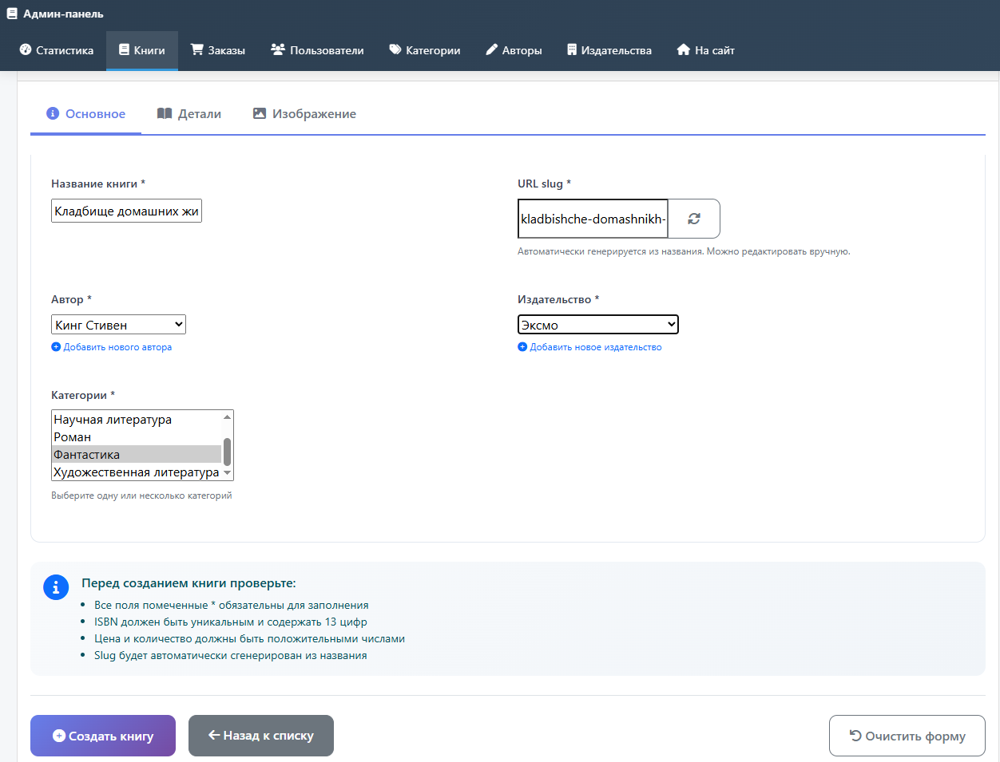 Админ-панель
Статистика Книги Заказы Пользователи Категории Авторы Издательства На сайт
Основное Детали Изображение
Название книги *
Кладбище домашних жи
URL slug *
kladbishche-domashnikh-
Автоматически генерируется из названия. Можно редактировать вручную.
Автор *
Кинг Стивен
Добавить нового автора
Издательство *
Эксмо
Добавить новое издательство
Категории *
Научная литература
Роман
Фантастика
Художественная литература
Выберите одну или несколько категорий
Перед созданием книги проверьте:
Все поля помеченные * обязательны для заполнения
ISBN должен быть уникальным и содержать 13 цифр
Цена и количество должны быть положительными числами
Slug будет автоматически сгенерирован из названия
Создать книгу Назад к списку Очистить форму